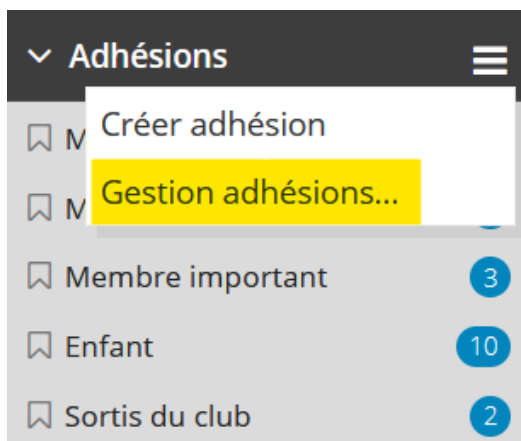 Adhésions
Créer adhésion
M
Gestion adhésions...
M
Membre important 3
Enfant 10
Sortis du club 2